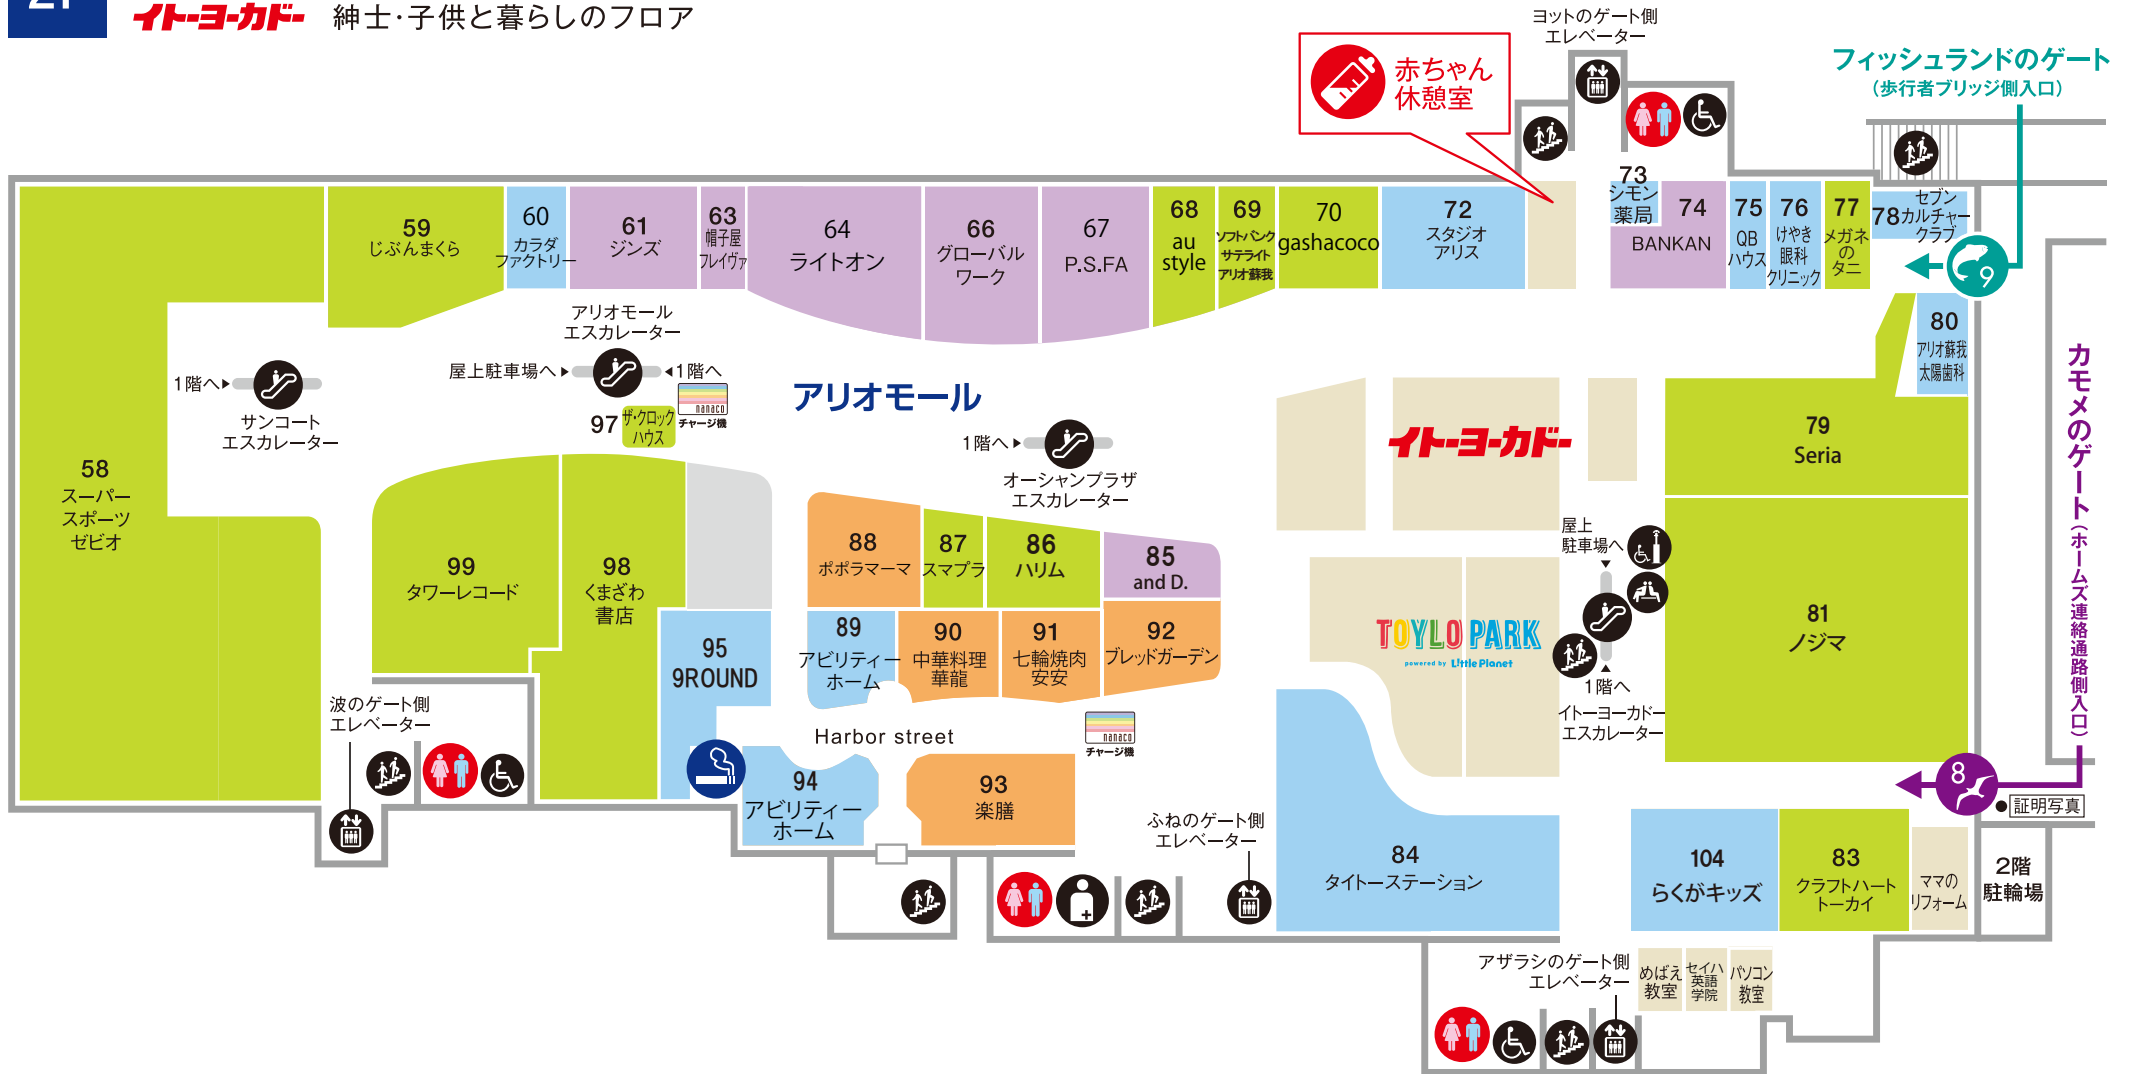 2F
イトーヨーカドー 紳士・子供と暮らしのフロア
ヨットのゲート側
エレベーター
赤ちゃん
休憩室
フィッシュランドのゲート
(歩行者ブリッジ側入口)
59
じぶんまくら
60
カラダ
ファクトリー
61
ジンズ
63
帽子屋
フレイヴァ
64
ライトオン
66
グローバル
ワーク
67
P.S.FA
68
au
style
69
ソフトバンク
サテライト
アリオ蘇我
70
gashacoco
72
スタジオ
アリス
73
シモン
薬局
74
BANKAN
75
QB
ハウス
76
けやき
眼科
クリニック
77
メガネ
の
タニ
78
セブン
カルチャー
クラブ
9
80
アリオ蘇我
太陽歯科
カモメのゲート(ホームズ連絡通路側入口)
アリオモール
エスカレーター
屋上駐車場へ
1階へ
nanaco
チャージ機
97
ザ・クロック
ハウス
1階へ
サンコート
エスカレーター
アリオモール
1階へ
オーシャンプラザ
エスカレーター
イトーヨーカドー
79
Seria
58
スーパー
スポーツ
ゼビオ
99
タワーレコード
98
くまざわ
書店
95
9ROUND
88
ポポラマーマ
87
スマプラ
86
ハリム
85
and D.
89
アビリティー
ホーム
90
中華料理
華龍
91
七輪焼肉
安安
92
ブレッドガーデン
屋上
駐車場へ
TOYLO PARK
powered by Little Planet
1階へ
イトーヨーカドー
エスカレーター
81
ノジマ
波のゲート側
エレベーター
Harbor street
nanaco
チャージ機
94
アビリティー
ホーム
93
楽膳
8
証明写真
ふねのゲート側
エレベーター
84
タイトーステーション
104
らくがキッズ
83
クラフトハート
トーカイ
ママの
リフォーム
2階
駐輪場
アザラシのゲート側
エレベーター
めばえ
教室
セイハ
英語
学院
パソコン
教室